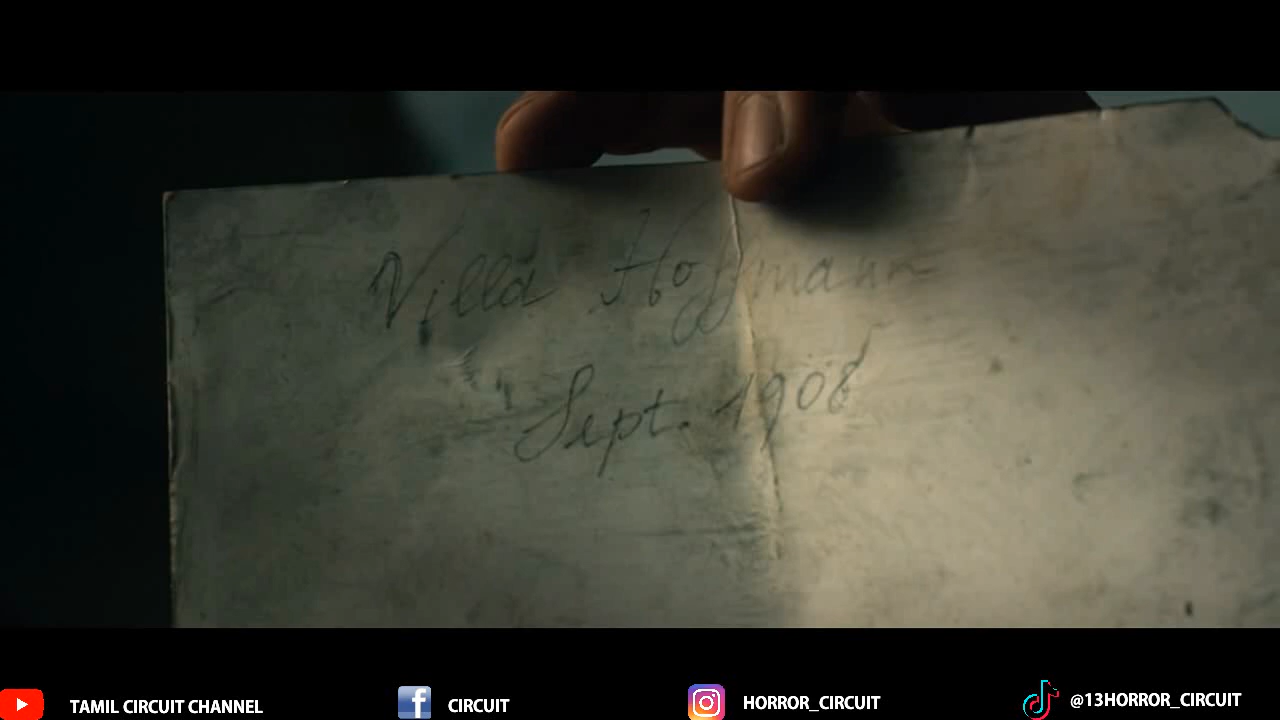 Villa Hoffmann
Sept. 1908
TAMIL CIRCUIT CHANNEL
CIRCUIT
HORROR_CIRCUIT
@13HORROR_CIRCUIT